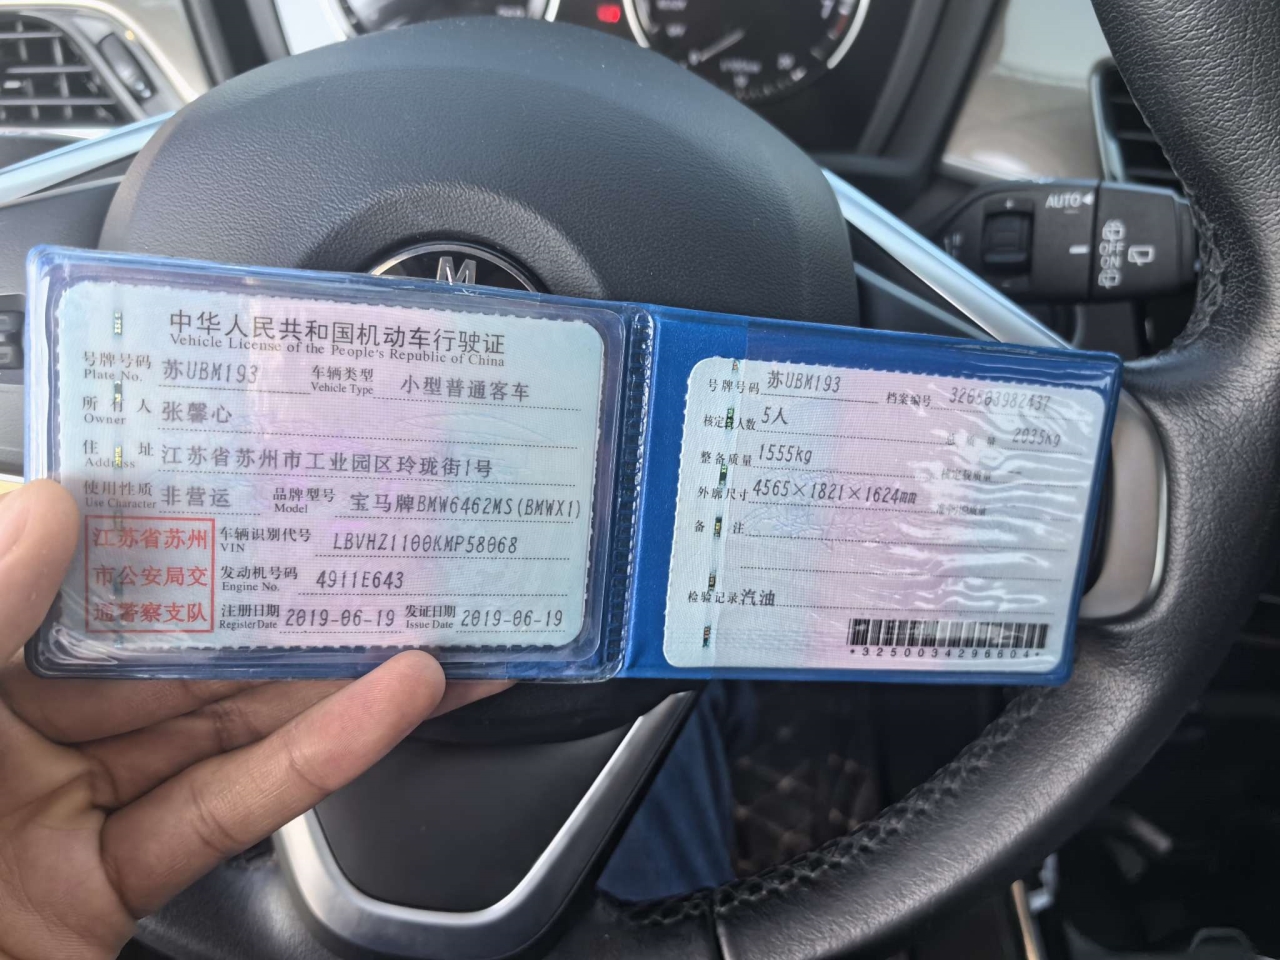 AUTO
OFF
ON
M
中华人民共和国机动车行驶证
Vehicle License of the People's Republic of China
号牌号码 苏UBM193 车辆类型 小型普通客车
Plate No. Vehicle Type
所有人 张馨心
Owner
住址 江苏省苏州市工业园区玲珑街1号
Address
使用性质 非营运 品牌型号 宝马牌BMW6462MS(BMWX1)
Use Character Model
江苏省苏州
市公安局交
通警察支队
车辆识别代号 LBVHZ1100KMP58068
VIN
发动机号码 4911E643
Engine No.
注册日期 2019-06-19 发证日期 2019-06-19
Register Date Issue Date
号牌号码 苏UBM193 档案编号
核定载人数 5人 总质量 2035kg
整备质量 1555kg 核定载质量
外廓尺寸 4565×1821×1624mm
备注
检验记录 汽油
*3250034296604*